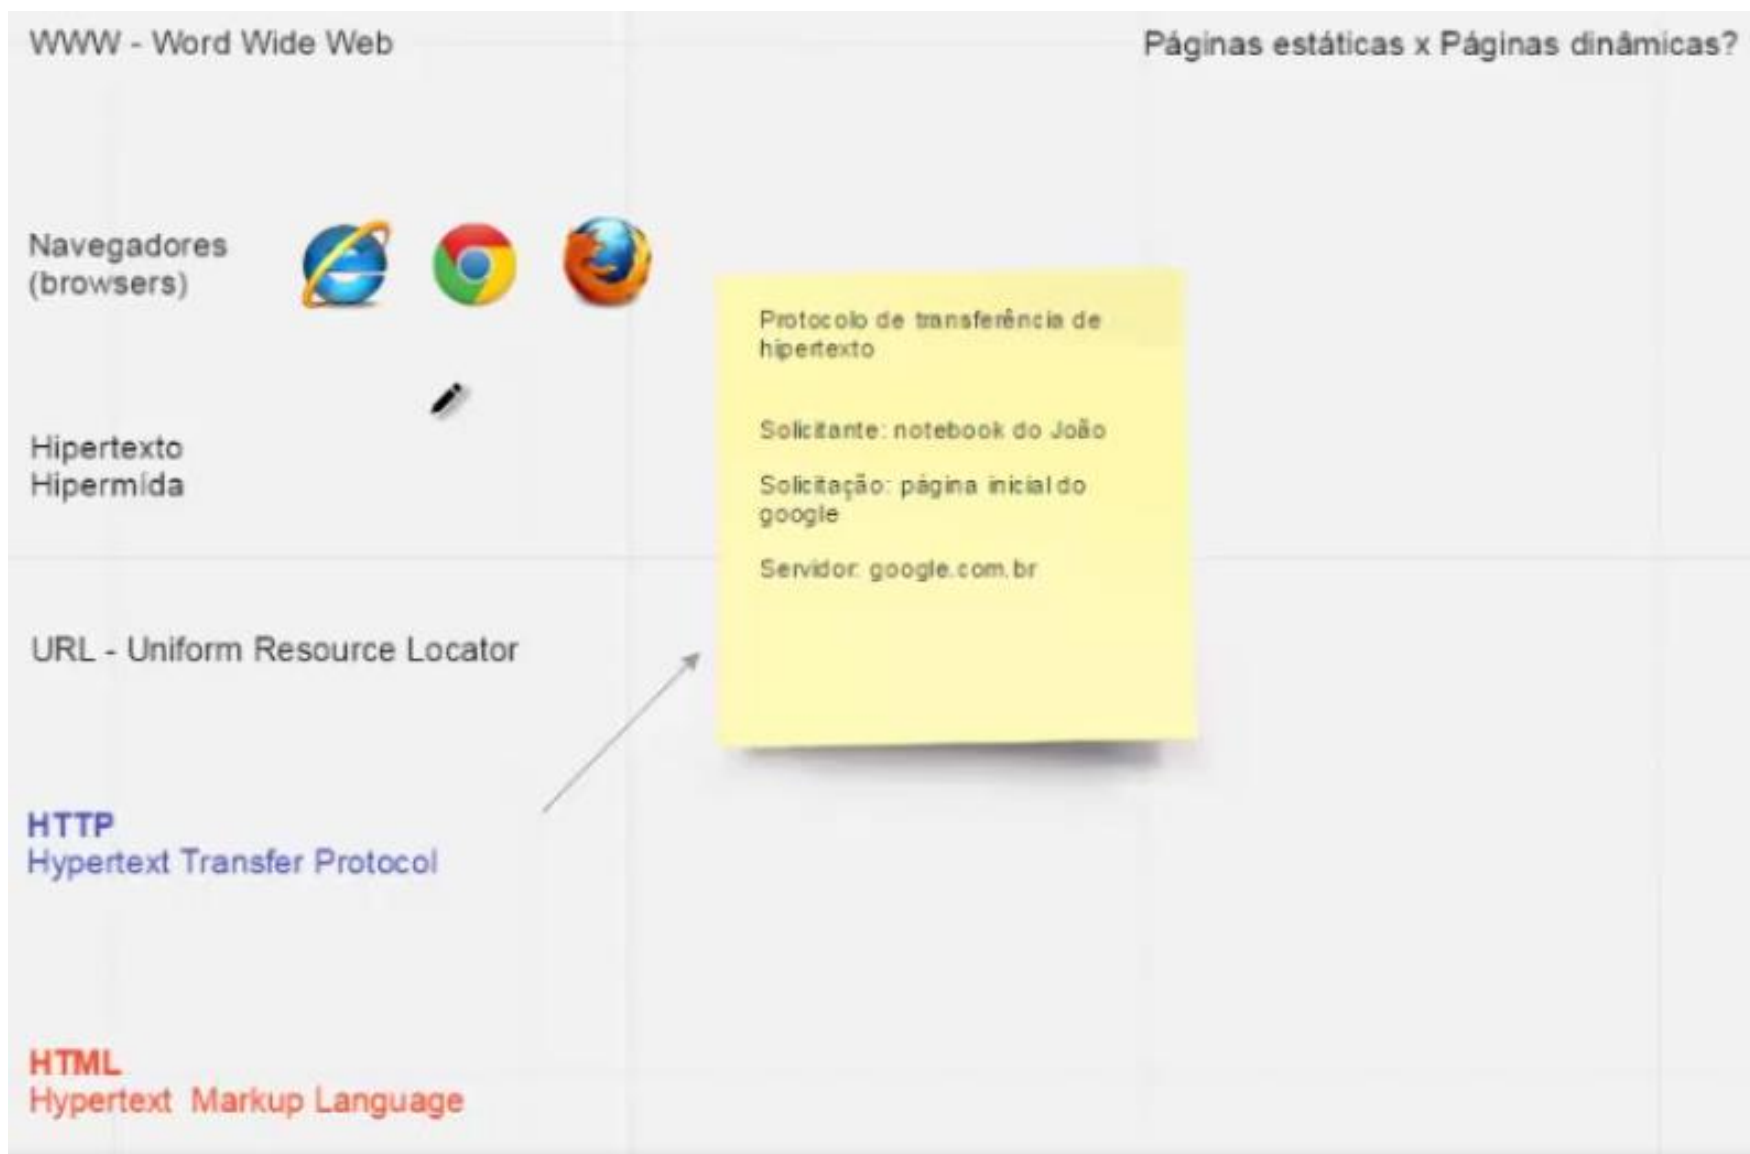 WWW - Word Wide Web
Páginas estáticas x Páginas dinâmicas?
Navegadores
(browsers)
Hipertexto
Hipermída
Protocolo de transferência de
hipertexto
Solicitante: notebook do João
Solicitação: página inicial do
google
Servidor: google.com.br
URL - Uniform Resource Locator
HTTP
Hypertext Transfer Protocol
HTML
Hypertext Markup Language